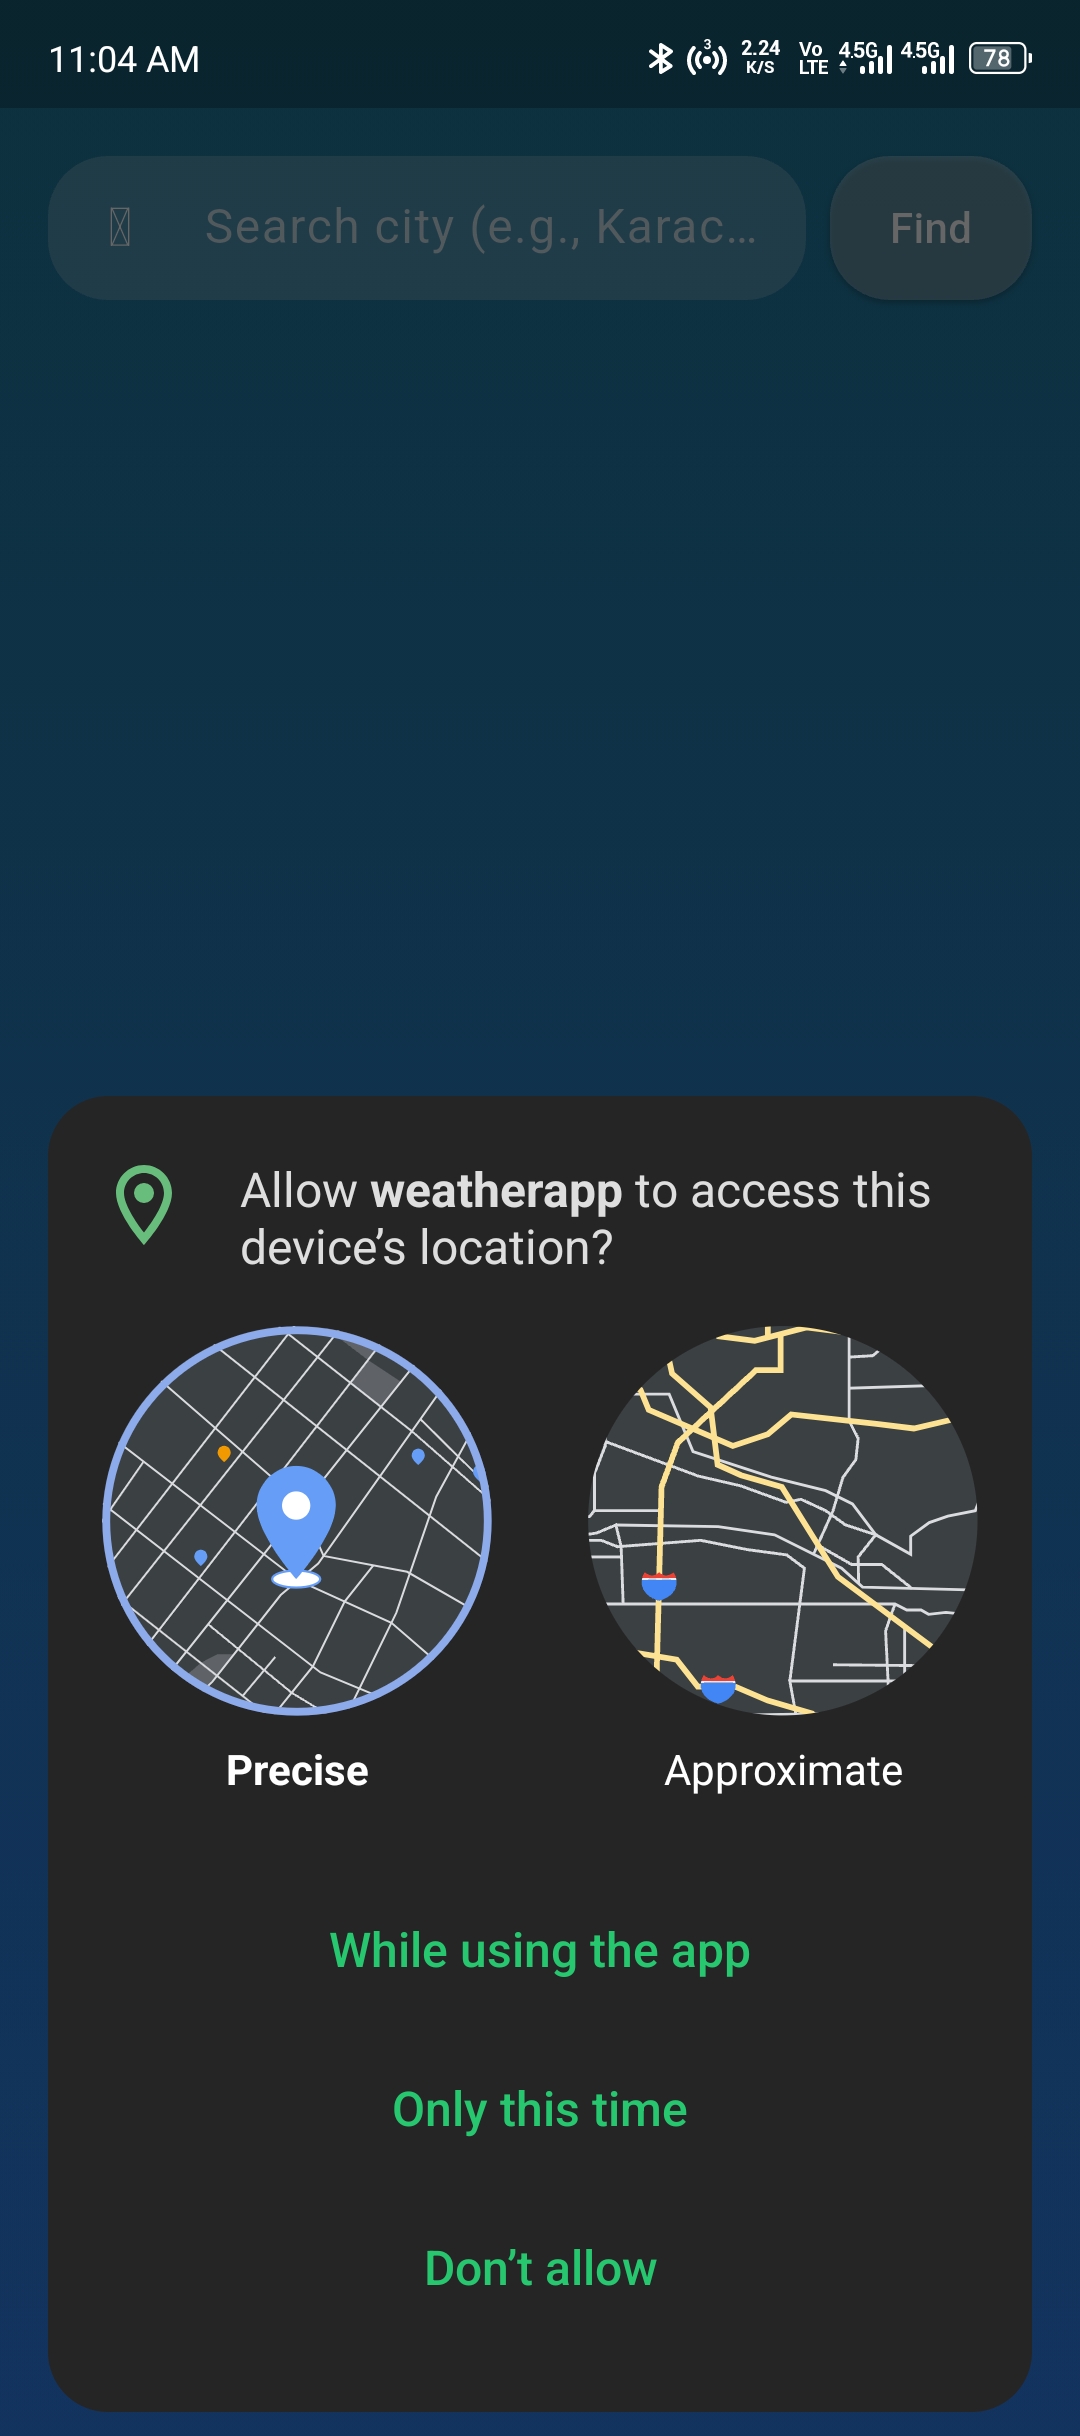 11:04 AM
3
2.24
K/S
Vo
LTE
4.5G
4.5G
78
Search city (e.g., Karac...
Find
Allow weatherapp to access this
device’s location?
Precise
Approximate
While using the app
Only this time
Don’t allow